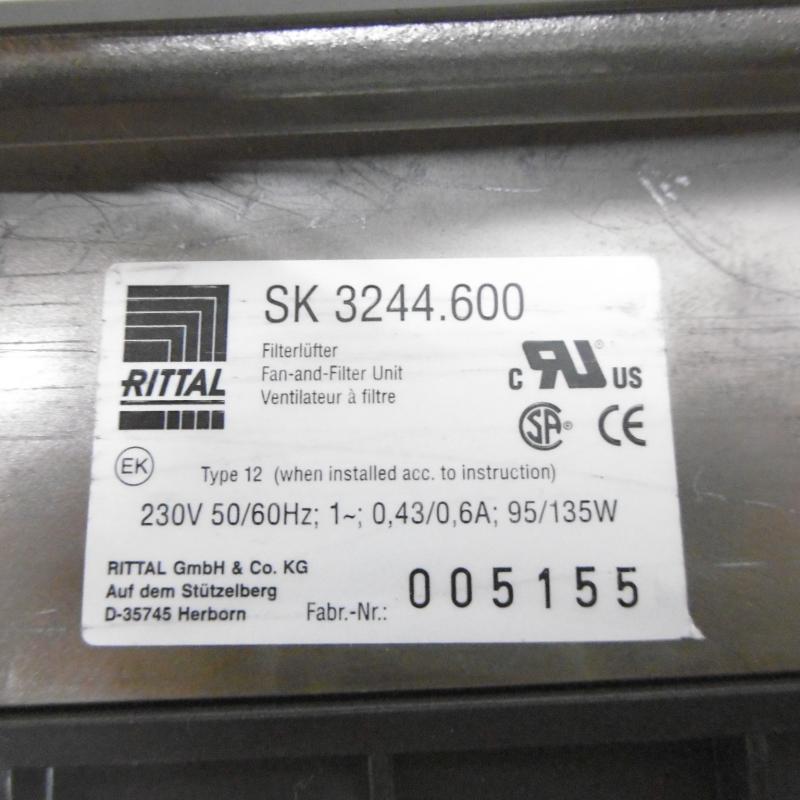 SK 3244.600
RITTAL
Filterlüfter
Fan-and-Filter Unit
Ventilateur à filtre
C RU® US
SA® CE
EK
Type 12 (when installed acc. to instruction)
230V 50/60Hz; 1~; 0,43/0,6A; 95/135W
RITTAL GmbH & Co. KG
Auf dem Stützelberg
D-35745 Herborn
Fabr.-Nr.: 005155